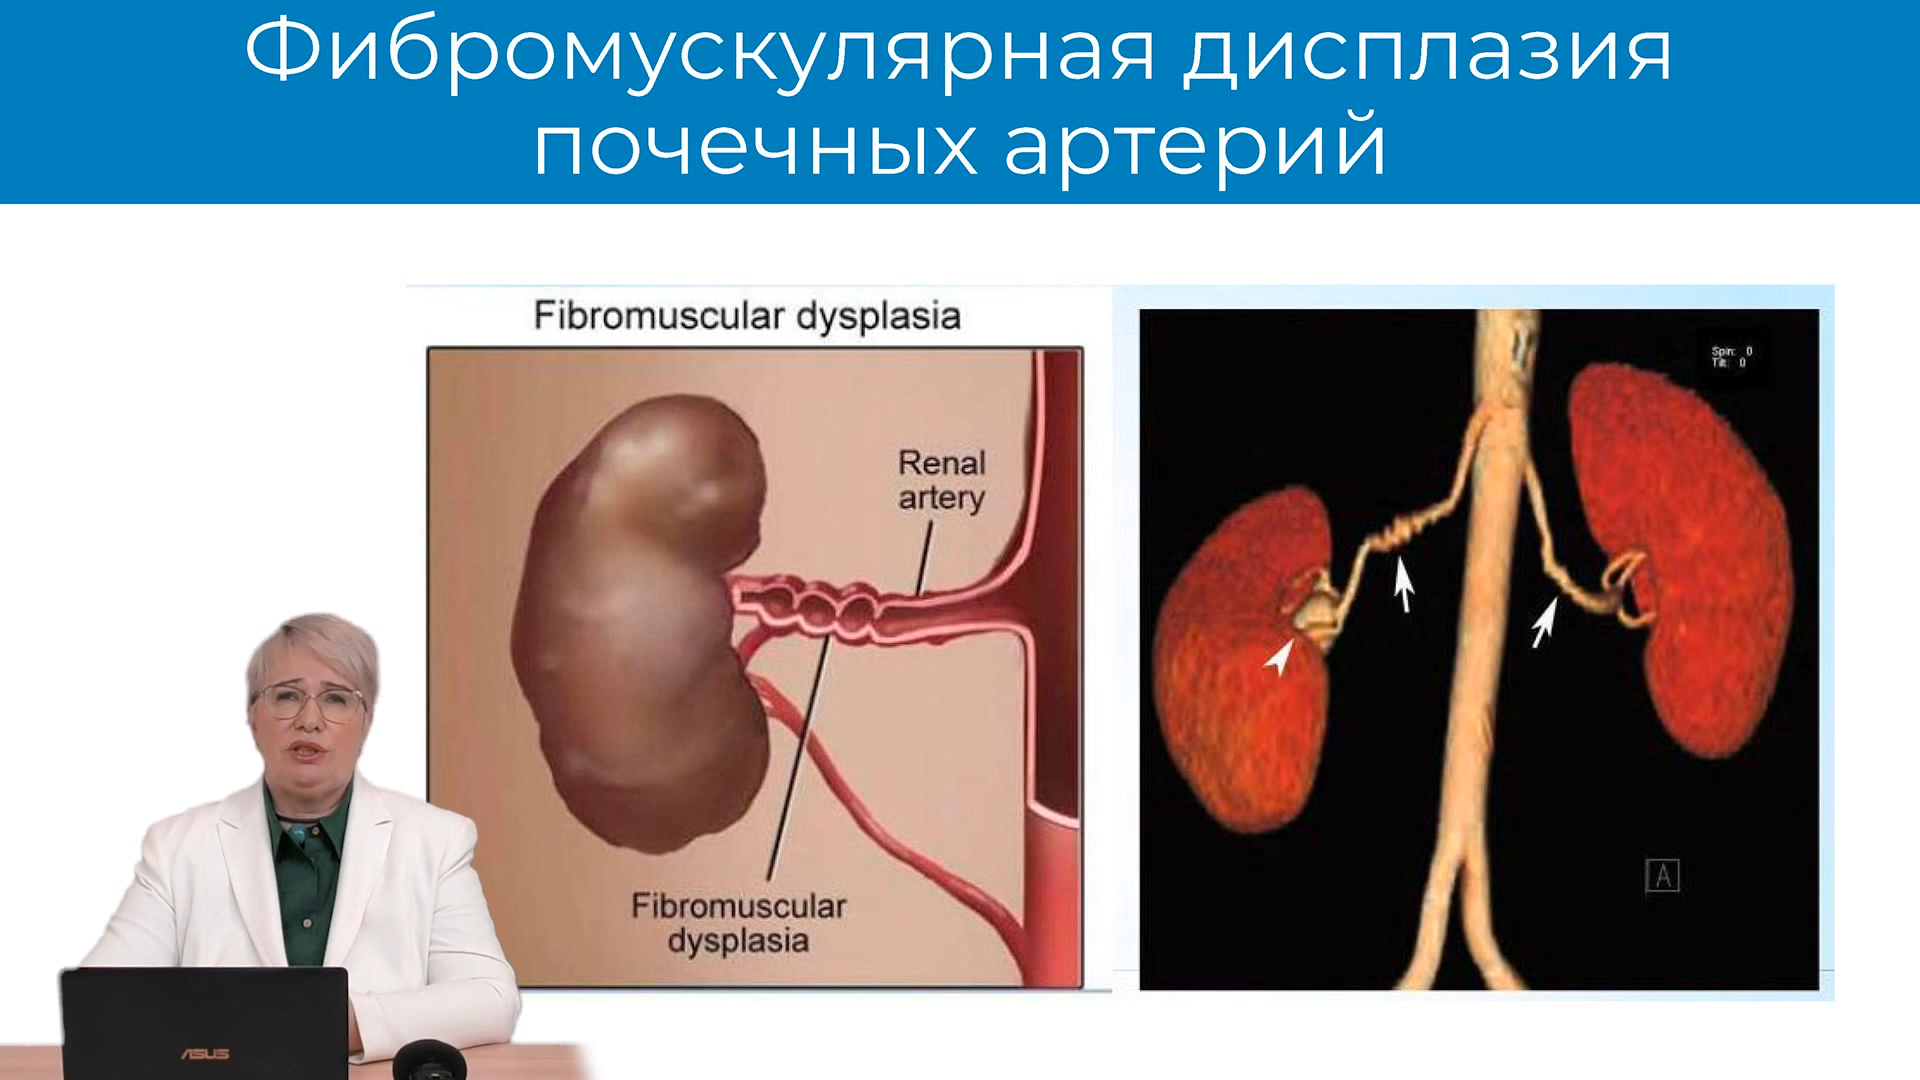 Фибромускулярная дисплазия
почечных артерий
Fibromuscular dysplasia
Renal
artery
Fibromuscular
dysplasia
Spin: 0
Tilt: 0
A
ASUS